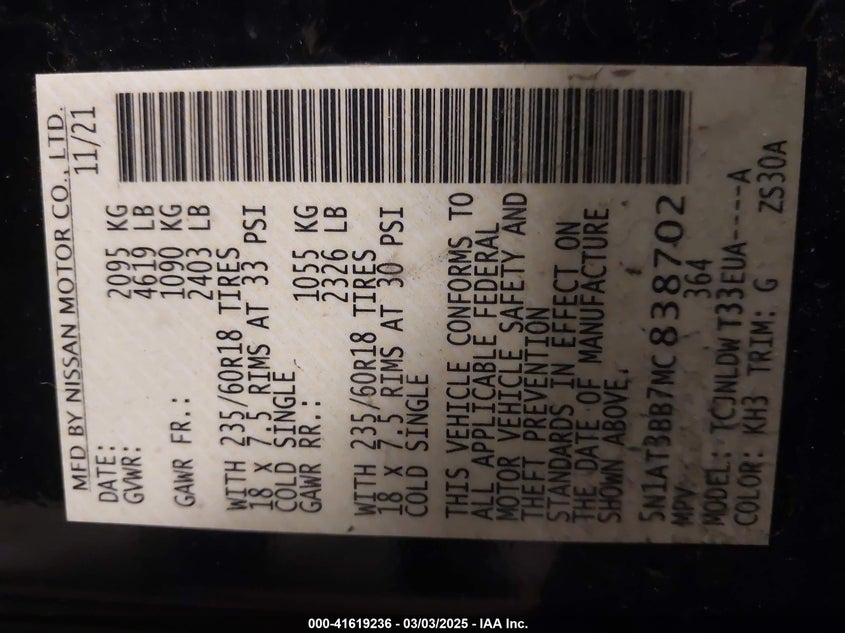 MFD BY NISSAN MOTOR CO., LTD.
DATE: 11/21
GVWR: 2095 KG
4619 LB
GAWR FR.: 1090 KG
2403 LB
WITH 235/60R18 TIRES
18 X 7.5 RIMS AT 33 PSI
COLD SINGLE
GAWR RR.: 1055 KG
2326 LB
WITH 235/60R18 TIRES
18 X 7.5 RIMS AT 30 PSI
COLD SINGLE
THIS VEHICLE CONFORMS TO
ALL APPLICABLE FEDERAL
MOTOR VEHICLE SAFETY AND
THEFT PREVENTION
STANDARDS IN EFFECT ON
THE DATE OF MANUFACTURE
SHOWN ABOVE.
5N1AT3BB7MC838702
MPV 364
MODEL: TCJNLDW T33EUA----A
COLOR: KH3 TRIM: G ZS30A
000-41619236 - 03/03/2025 - IAA Inc.